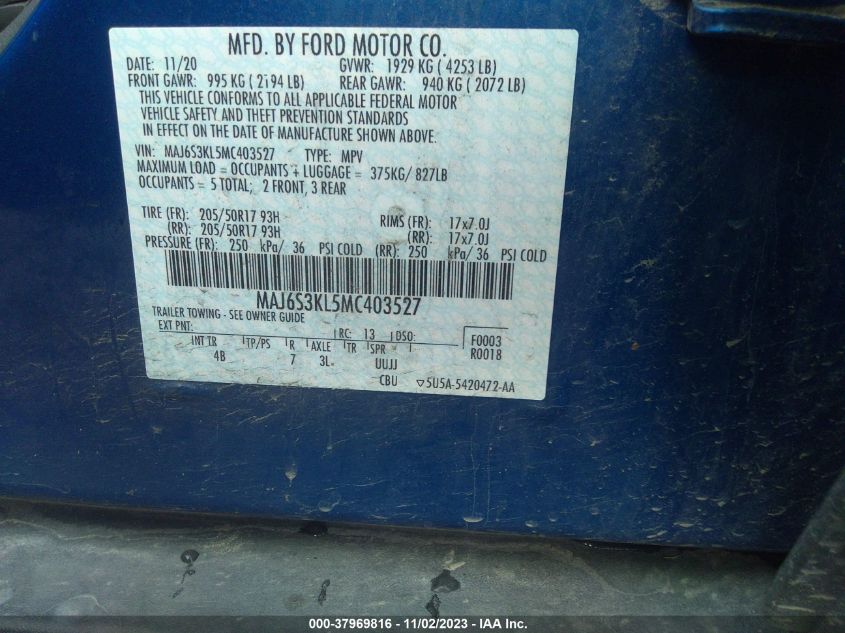 MFD. BY FORD MOTOR CO.
DATE: 11/20 GVWR: 1929 KG ( 4253 LB)
FRONT GAWR: 995 KG ( 2194 LB) REAR GAWR: 940 KG ( 2072 LB)
THIS VEHICLE CONFORMS TO ALL APPLICABLE FEDERAL MOTOR
VEHICLE SAFETY AND THEFT PREVENTION STANDARDS
IN EFFECT ON THE DATE OF MANUFACTURE SHOWN ABOVE.
VIN: MAJ6S3KL5MC403527 TYPE: MPV
MAXIMUM LOAD = OCCUPANTS + LUGGAGE = 375KG/ 827LB
OCCUPANTS = 5 TOTAL; 2 FRONT, 3 REAR
TIRE (FR): 205/50R17 93H RIMS (FR): 17x7.0J
(RR): 205/50R17 93H (RR): 17x7.0J
PRESSURE (FR): 250 kPa/ 36 PSI COLD (RR): 250 kPa/ 36 PSI COLD
MAJ6S3KL5MC403527
TRAILER TOWING - SEE OWNER GUIDE
EXT PNT: RC: 13 DSO: F0003
INT TR TP/PS R AXLE TR SPR R0018
4B 7 3L UUJJ
CBU 5U5A-5420472-AA
000-37969816 - 11/02/2023 - IAA Inc.